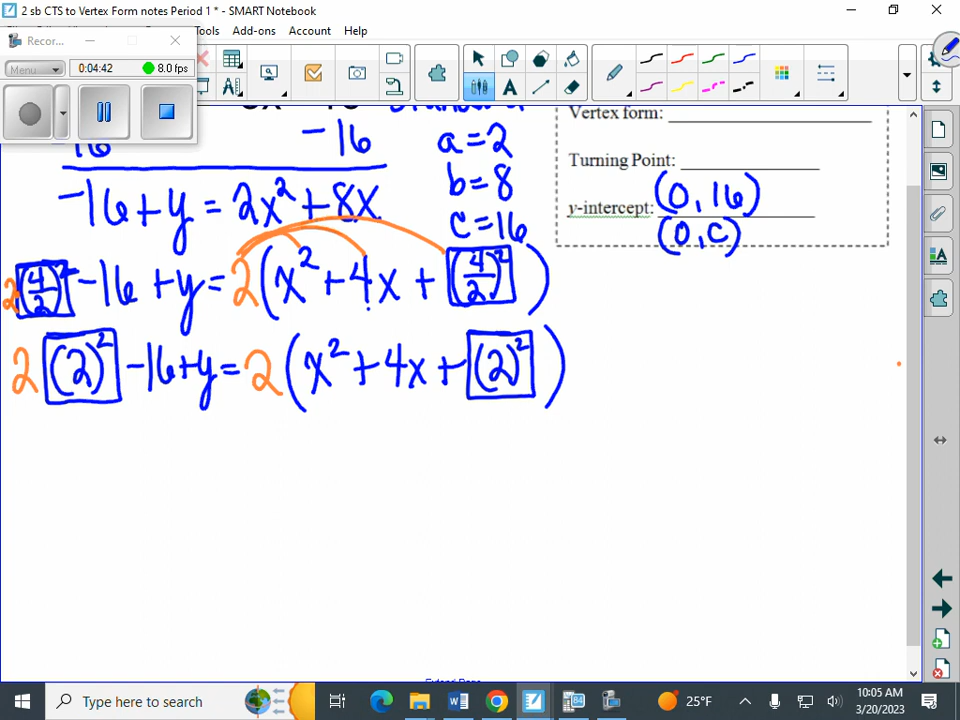 2 sb CTS to Vertex Form notes Period 1 * - SMART Notebook
Recor...
Tools Add-ons Account Help
Menu 0:04:42 8.0 fps
-16 -16
a=2
-16+y=2x²+8x
b=8
c=16
Vertex form:
Turning Point:
(0,16)
y-intercept:
(0,c)
2(4/2)²-16+y=2(x²+4x+(4/2)²)
2(2)²-16+y=2(x²+4x+(2)²)
Type here to search
25°F
10:05 AM
3/20/2023